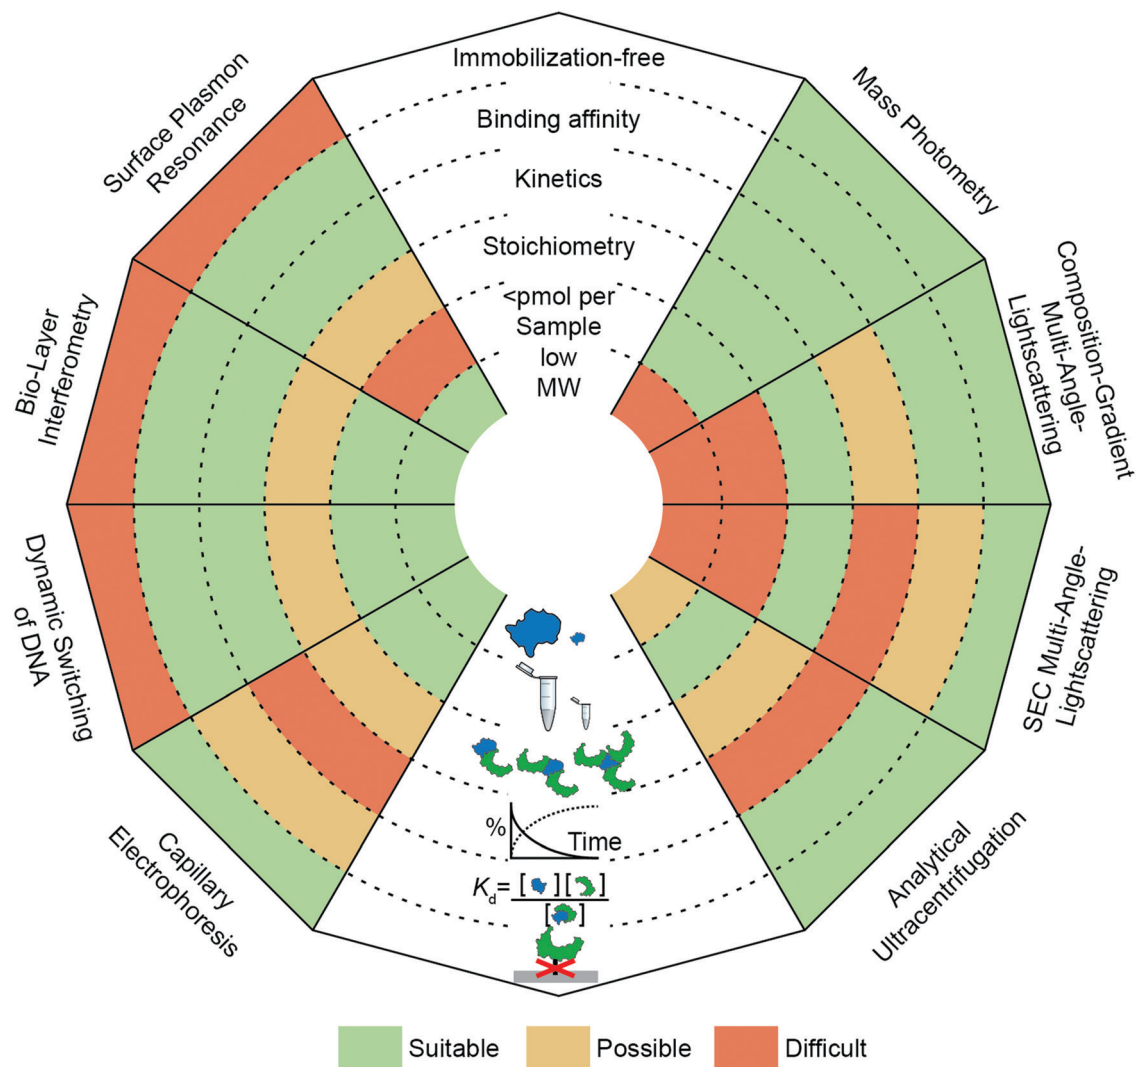 Immobilization-free
Binding affinity
Kinetics
Stoichiometry
<pmol per
Sample
low
MW
Surface Plasmon
Resonance
Bio-Layer
Interferometry
Dynamic Switching
of DNA
Capillary
Electrophoresis
Mass Photometry
Composition-Gradient
Multi-Angle-
Lightscattering
SEC Multi-Angle-
Lightscattering
Analytical
Ultracentrifugation
%
Time
Kd= [ ] [ ]
[ ]
Suitable
Possible
Difficult